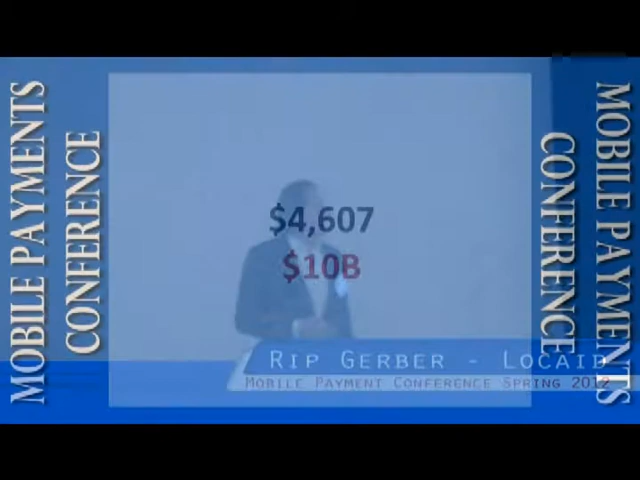 MOBILE PAYMENTS
CONFERENCE
$4,607
$10B
RIP GERBER - LOCAID
MOBILE PAYMENT CONFERENCE SPRING 2012
CONFERENCE
MOBILE PAYMENTS